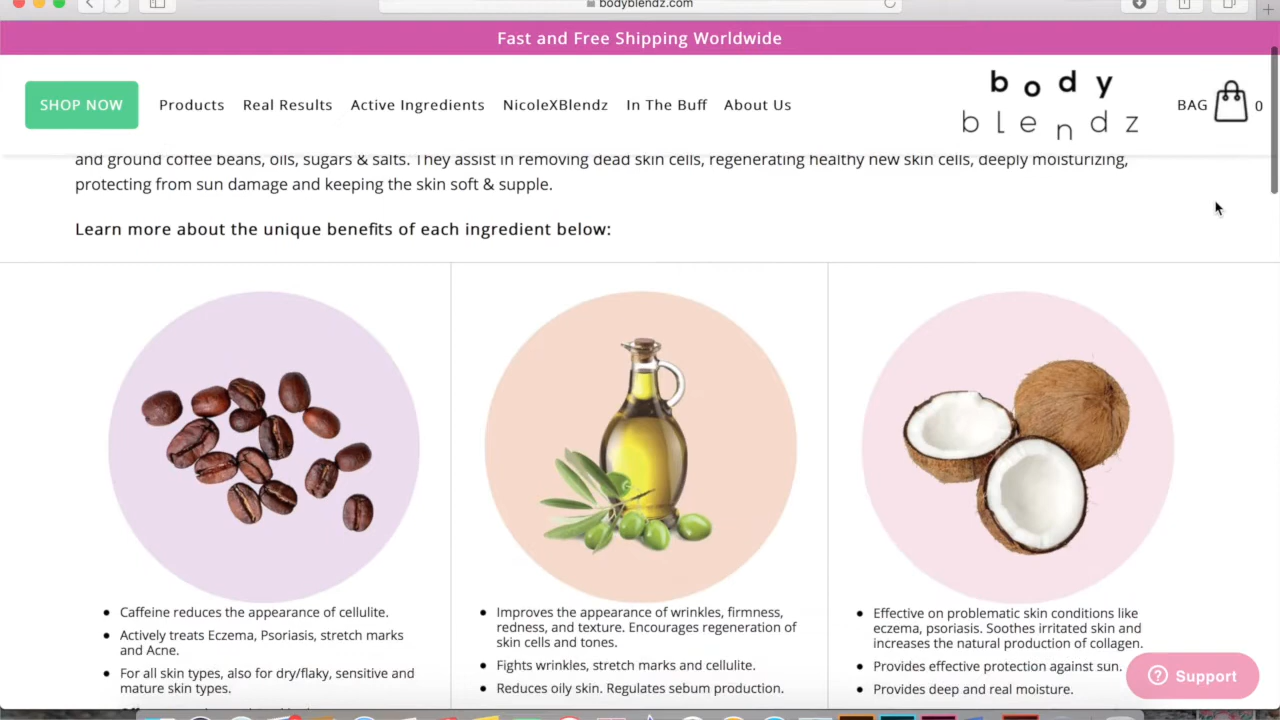 bodyblendz.com
Fast and Free Shipping Worldwide
SHOP NOW Products Real Results Active Ingredients NicoleXBlendz In The Buff About Us
body
blendz
BAG 0
and ground coffee beans, oils, sugars & salts. They assist in removing dead skin cells, regenerating healthy new skin cells, deeply moisturizing,
protecting from sun damage and keeping the skin soft & supple.
Learn more about the unique benefits of each ingredient below:
• Caffeine reduces the appearance of cellulite.
• Actively treats Eczema, Psoriasis, stretch marks
and Acne.
• For all skin types, also for dry/flaky, sensitive and
mature skin types.
• Improves the appearance of wrinkles, firmness,
redness, and texture. Encourages regeneration of
skin cells and tones.
• Fights wrinkles, stretch marks and cellulite.
• Reduces oily skin. Regulates sebum production.
• Effective on problematic skin conditions like
eczema, psoriasis. Soothes irritated skin and
increases the natural production of collagen.
• Provides effective protection against sun.
• Provides deep and real moisture.
Support